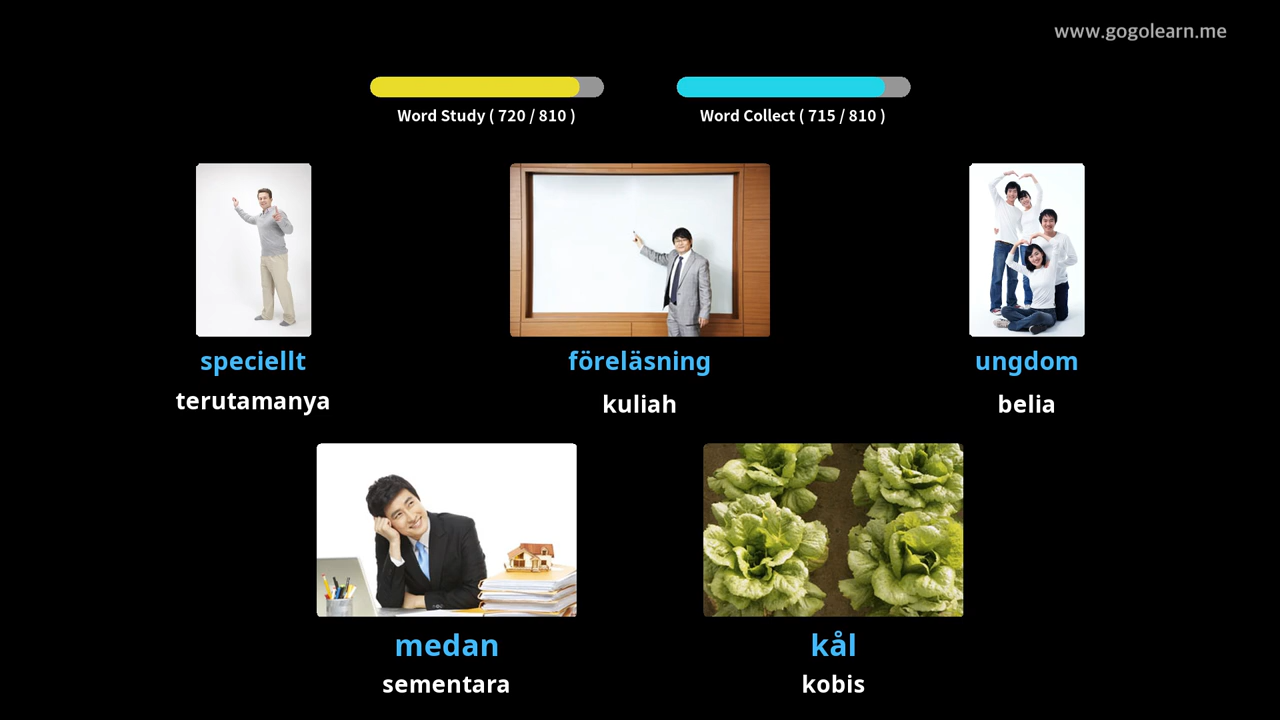 www.gogolearn.me
Word Study ( 720 / 810 )
Word Collect ( 715 / 810 )
speciellt
terutamanya
föreläsning
kuliah
ungdom
belia
medan
sementara
kål
kobis